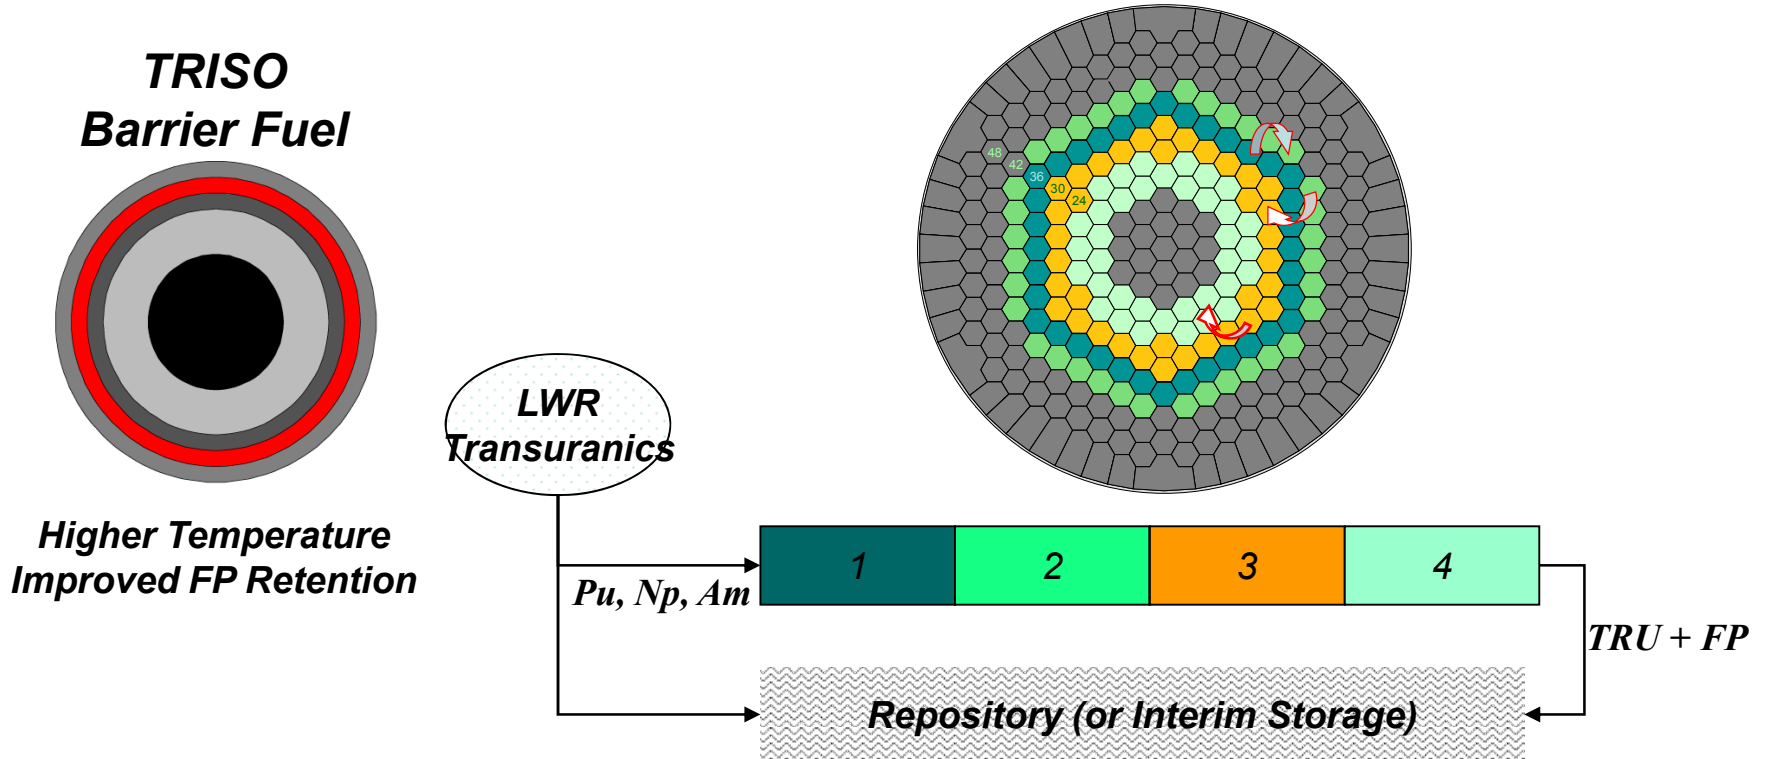 TRISO
Barrier Fuel
Higher Temperature
Improved FP Retention
48
42
36
30
24
LWR
Transuranics
Pu, Np, Am
1
2
3
4
TRU + FP
Repository (or Interim Storage)